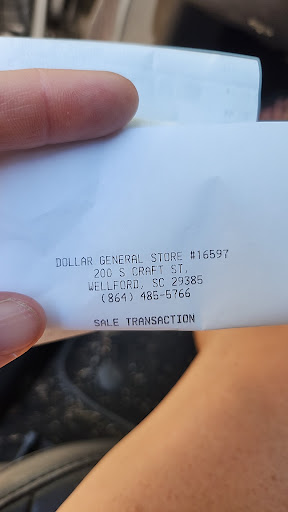 DOLLAR GENERAL STORE #16597
200 S CRAFT ST,
WELLFORD, SC 29385
(864) 485-5766
SALE TRANSACTION